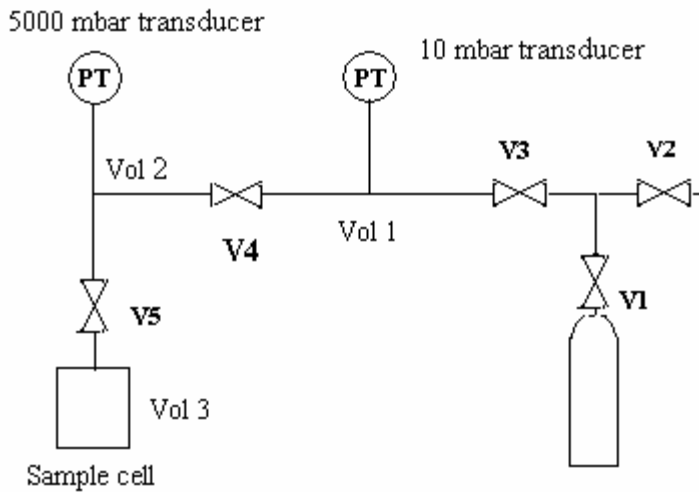 5000 mbar transducer
10 mbar transducer
PT
PT
V3
V2
Vol 2
Vol 1
V4
V1
V5
Vol 3
Sample cell